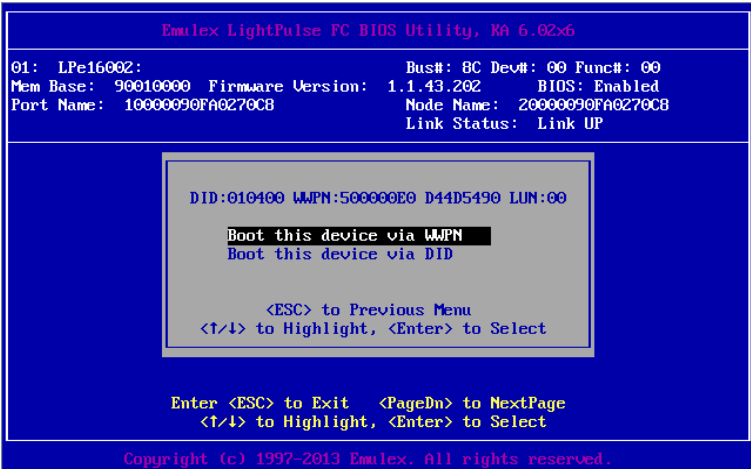 Emulex LightPulse FC BIOS Utility, KA 6.02x6
01: LPe16002: Bus#: 8C Dev#: 00 Func#: 00
Mem Base: 90010000 Firmware Version: 1.1.43.202 BIOS: Enabled
Port Name: 10000090FA0270C8 Node Name: 20000090FA0270C8
Link Status: Link UP
DID:010400 WWPN:500000E0 D44D5490 LUN:00
Boot this device via WWPN
Boot this device via DID
<ESC> to Previous Menu
<↑/↓> to Highlight, <Enter> to Select
Enter <ESC> to Exit <PageDn> to NextPage
<↑/↓> to Highlight, <Enter> to Select
Copyright (c) 1997-2013 Emulex. All rights reserved.